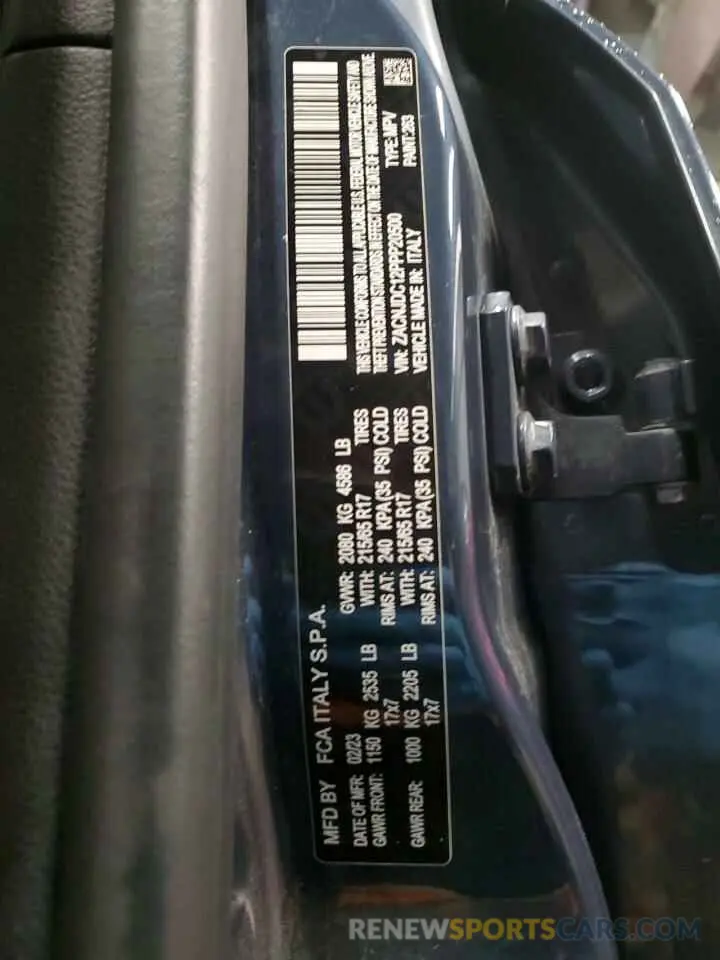 MFD BY FCA ITALY S.P.A.
DATE OF MFR: 02/23 GVWR: 2080 KG 4586 LB
GAWR FRONT: 1150 KG 2535 LB WITH: 215/65 R17 TIRES
17x7 RIMS AT: 240 KPA(35 PSI) COLD
GAWR REAR: 1000 KG 2205 LB WITH: 215/65 R17 TIRES
17x7 RIMS AT: 240 KPA(35 PSI) COLD
THIS VEHICLE CONFORMS TO ALL APPLICABLE U.S. FEDERAL MOTOR VEHICLE SAFETY AND
THEFT PREVENTION STANDARDS IN EFFECT ON THE DATE OF MANUFACTURE SHOWN ABOVE.
VIN: ZACNJDC12PPP20500 TYPE: MPV
VEHICLE MADE IN: ITALY PAINT: 263
RENEWSPORTSCARS.COM